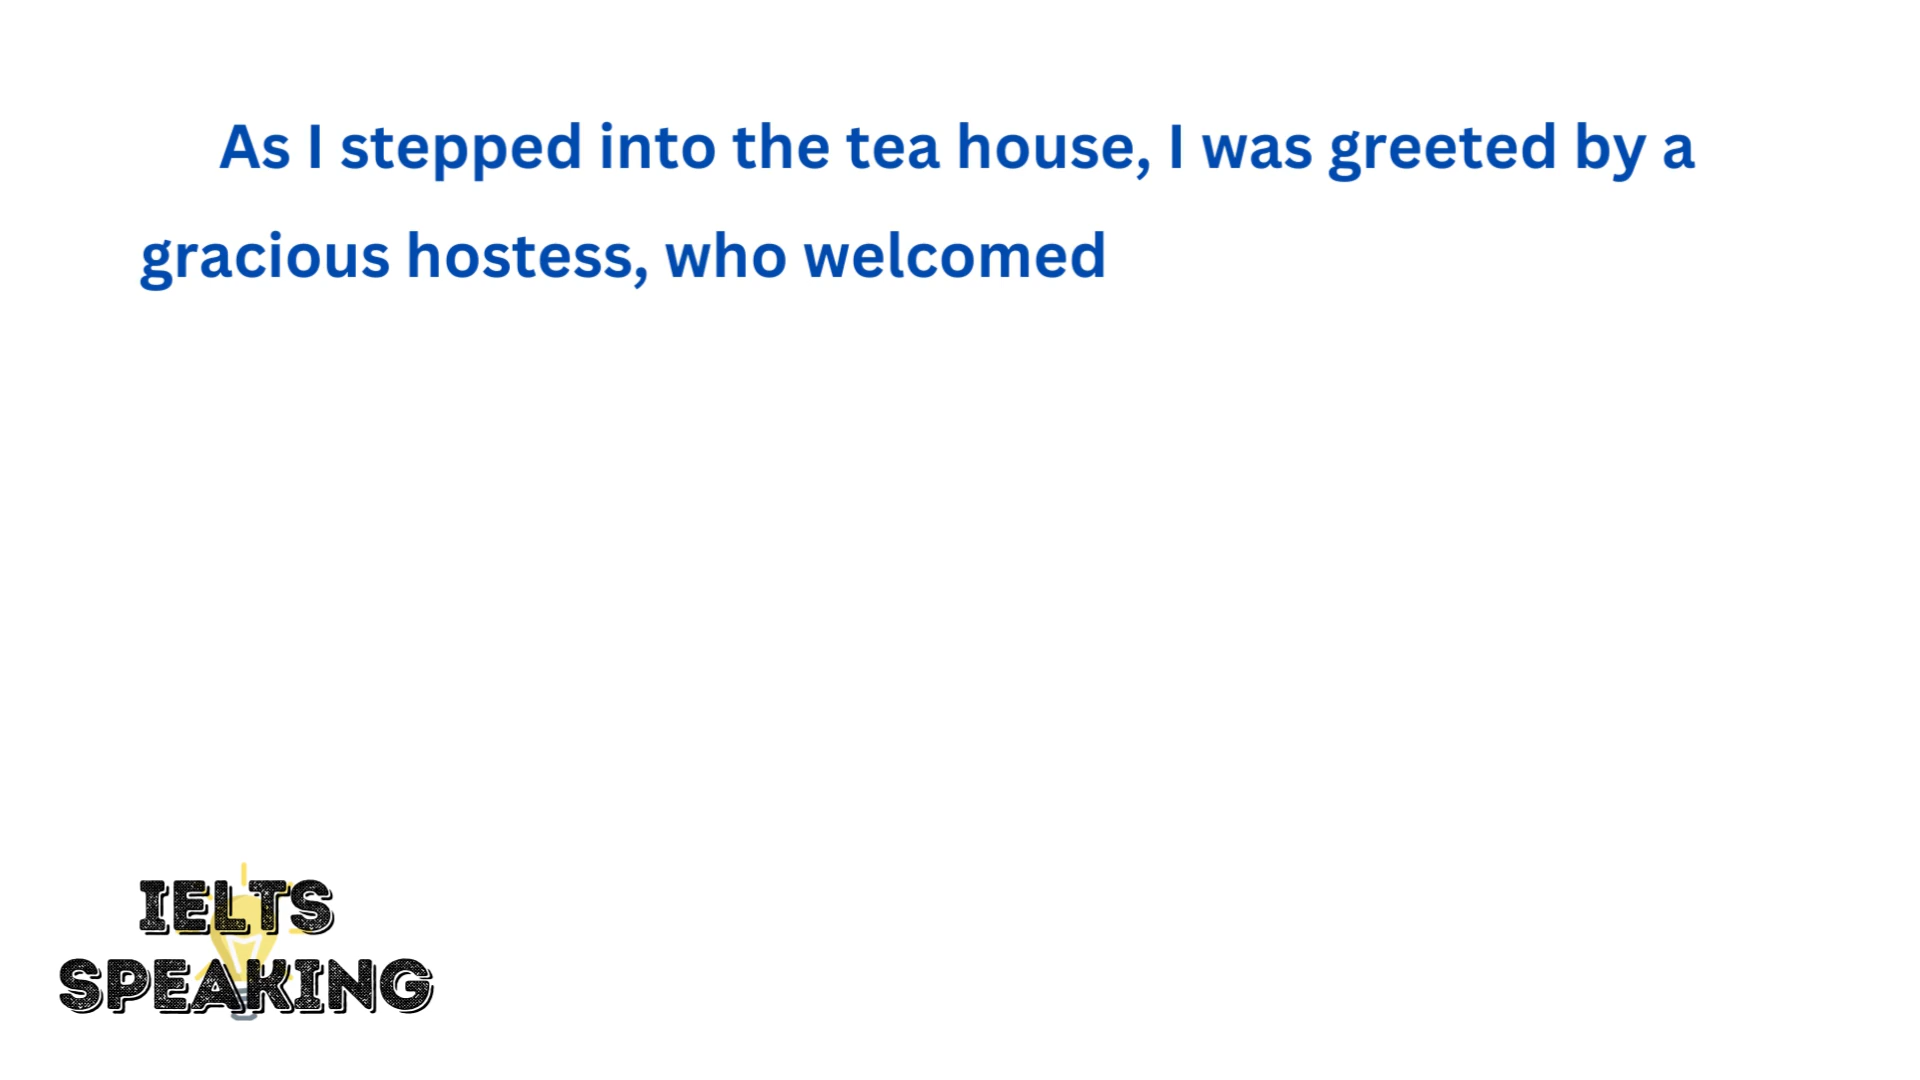 As I stepped into the tea house, I was greeted by a
gracious hostess, who welcomed
IELTS
SPEAKING